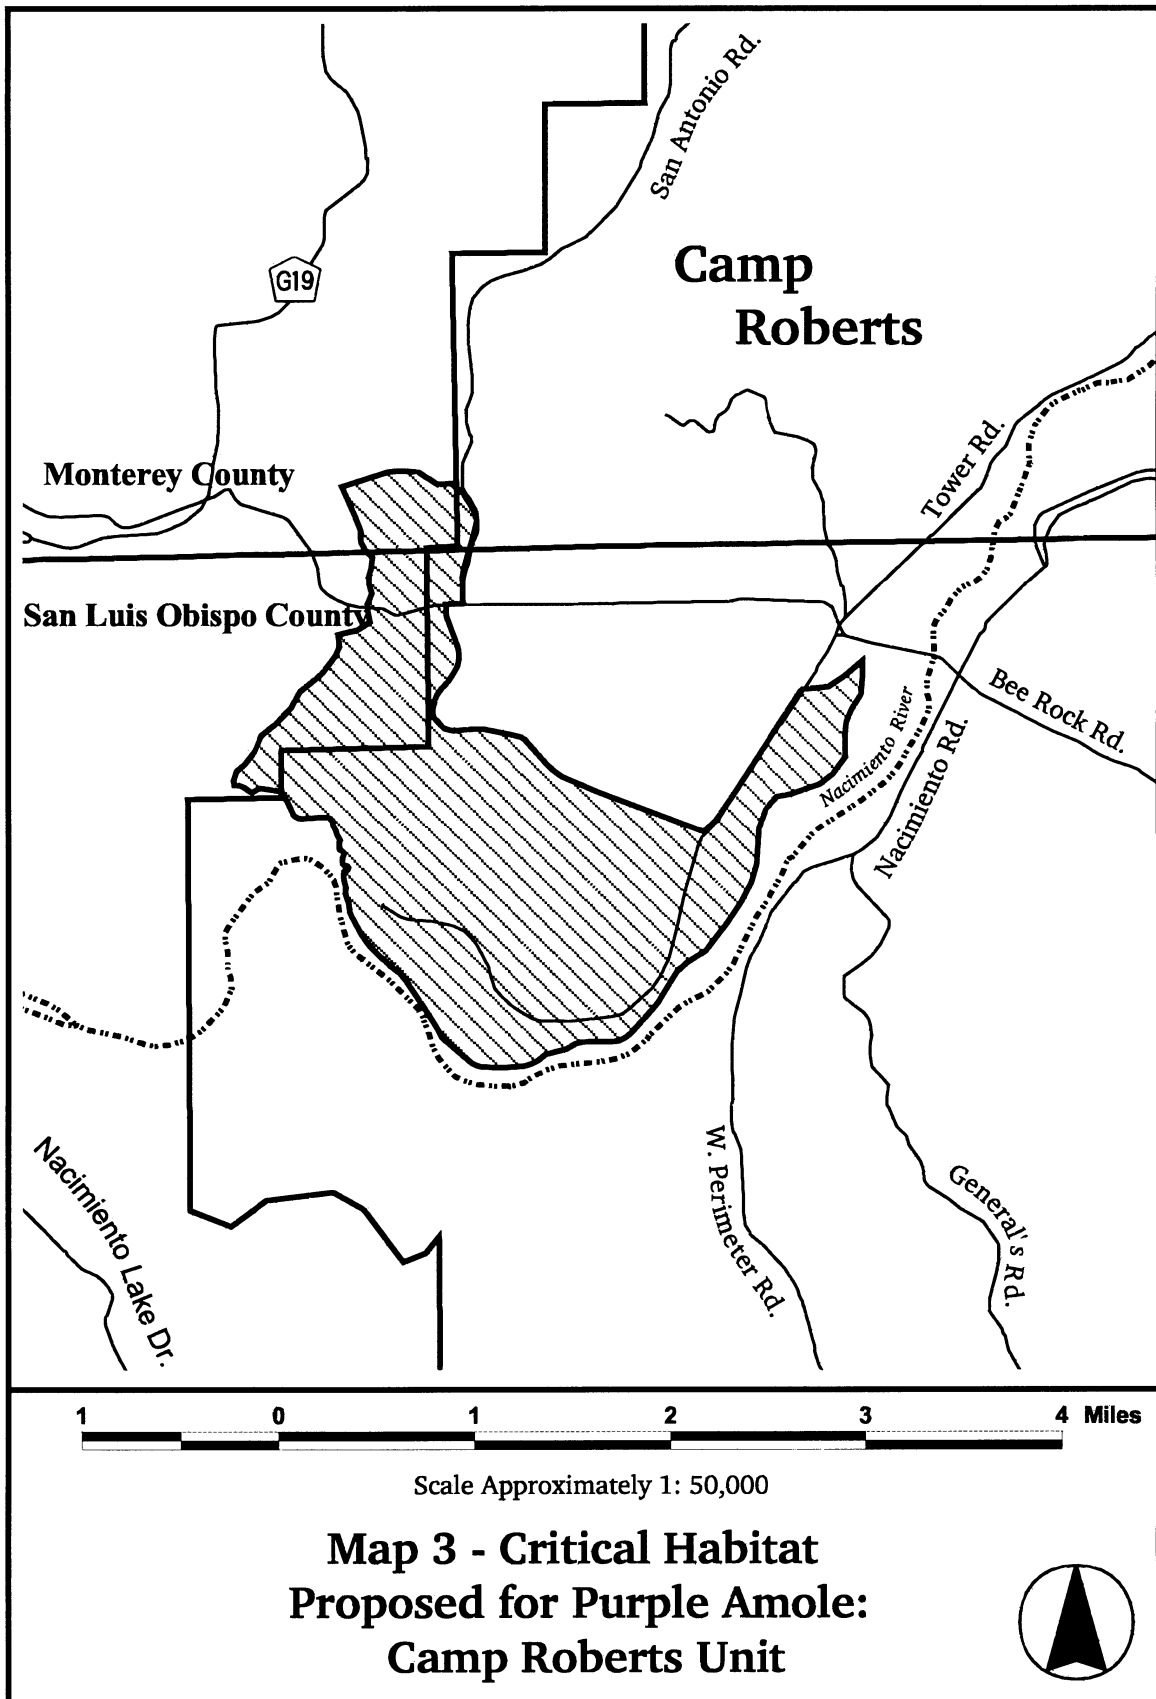 San Antonio Rd.
Camp
Roberts
G19
Tower Rd.
Monterey County
San Luis Obispo County
Bee Rock Rd.
Nacimiento River
Nacimiento Rd.
W. Perimeter Rd.
General's Rd.
Nacimiento Lake Dr.
1 0 1 2 3 4 Miles
Scale Approximately 1: 50,000
Map 3 - Critical Habitat
Proposed for Purple Amole:
Camp Roberts Unit